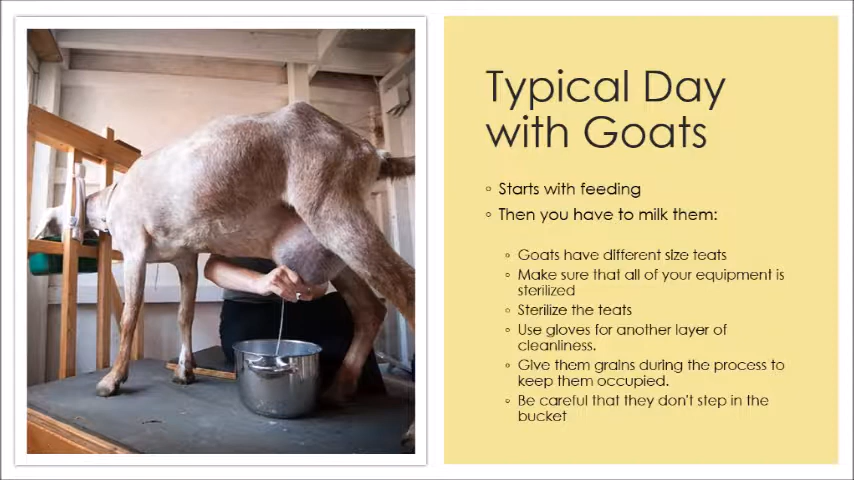 Typical Day
with Goats
◦ Starts with feeding
◦ Then you have to milk them:
◦ Goats have different size teats
◦ Make sure that all of your equipment is
sterilized
◦ Sterilize the teats
◦ Use gloves for another layer of
cleanliness.
◦ Give them grains during the process to
keep them occupied.
◦ Be careful that they don't step in the
bucket